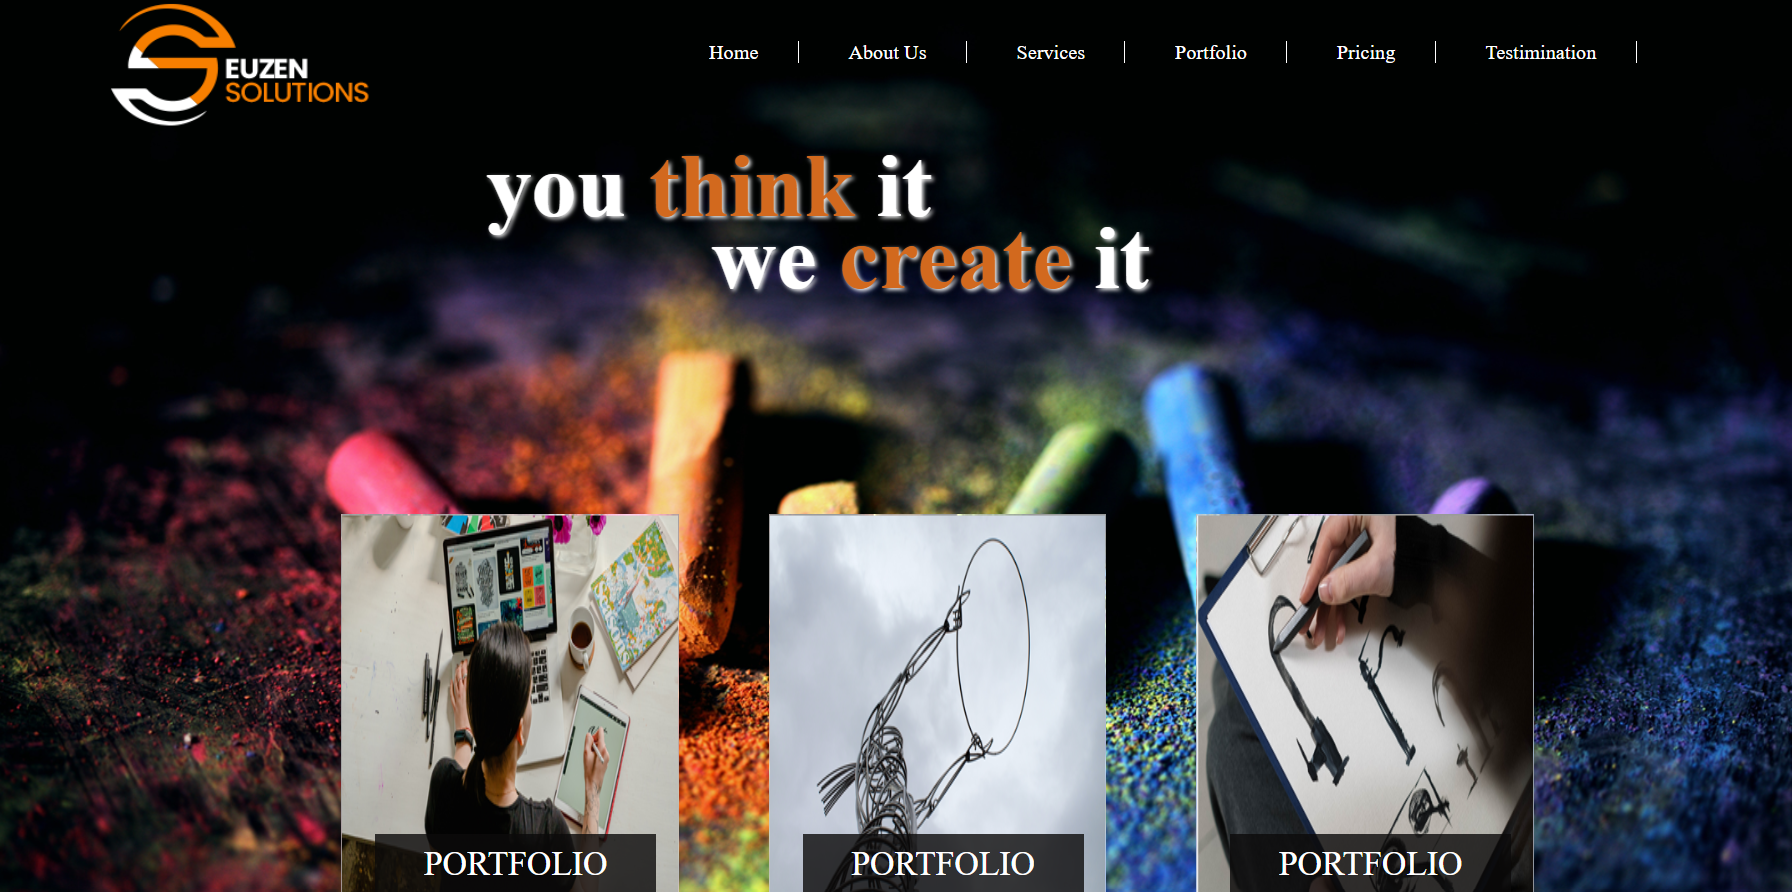 EUZEN
SOLUTIONS
Home
About Us
Services
Portfolio
Pricing
Testimination
you think it
we create it
PORTFOLIO
PORTFOLIO
PORTFOLIO